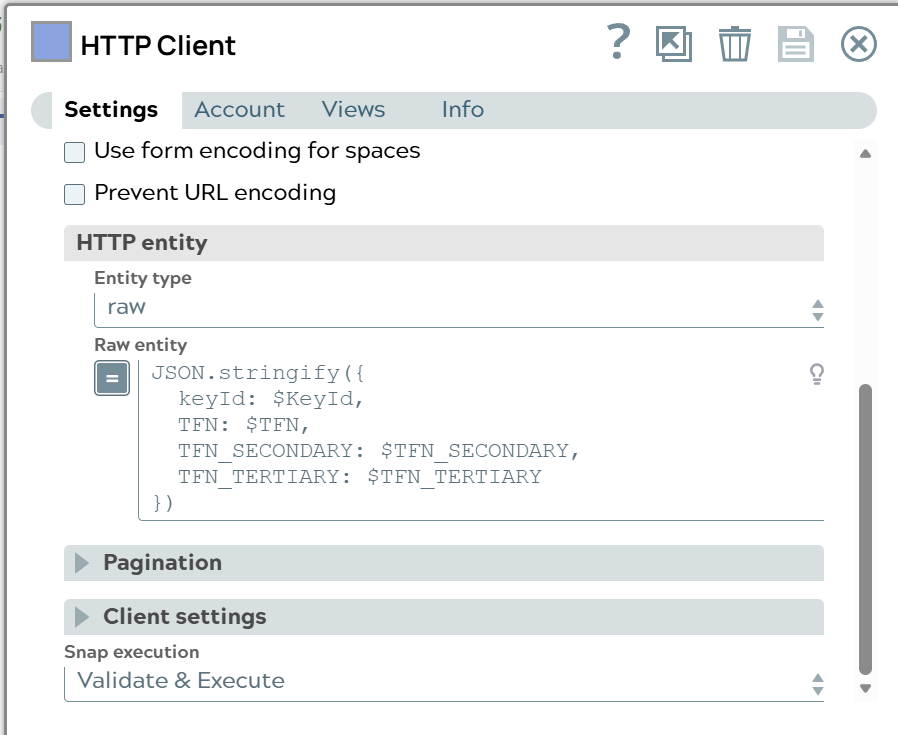 HTTP Client
?
Settings Account Views Info
Use form encoding for spaces
Prevent URL encoding
HTTP entity
Entity type
raw
Raw entity
=
JSON.stringify({
  keyId: $KeyId,
  TFN: $TFN,
  TFN_SECONDARY: $TFN_SECONDARY,
  TFN_TERTIARY: $TFN_TERTIARY
})
Pagination
Client settings
Snap execution
Validate & Execute